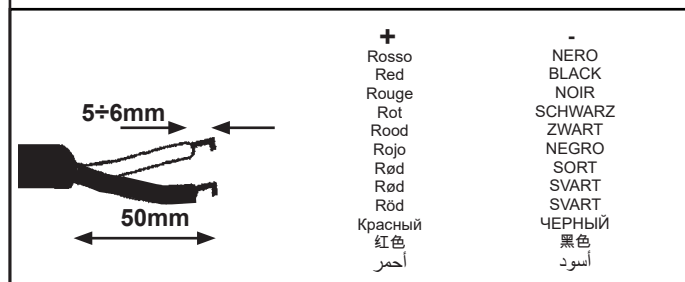 + -
Rosso NERO
Red BLACK
Rouge NOIR
5÷6mm
Rot SCHWARZ
Rood ZWART
Rojo NEGRO
Rød SORT
Rød SVART
Röd SVART
50mm
Красный ЧЕРНЫЙ
红色 黑色
أحمر أسود